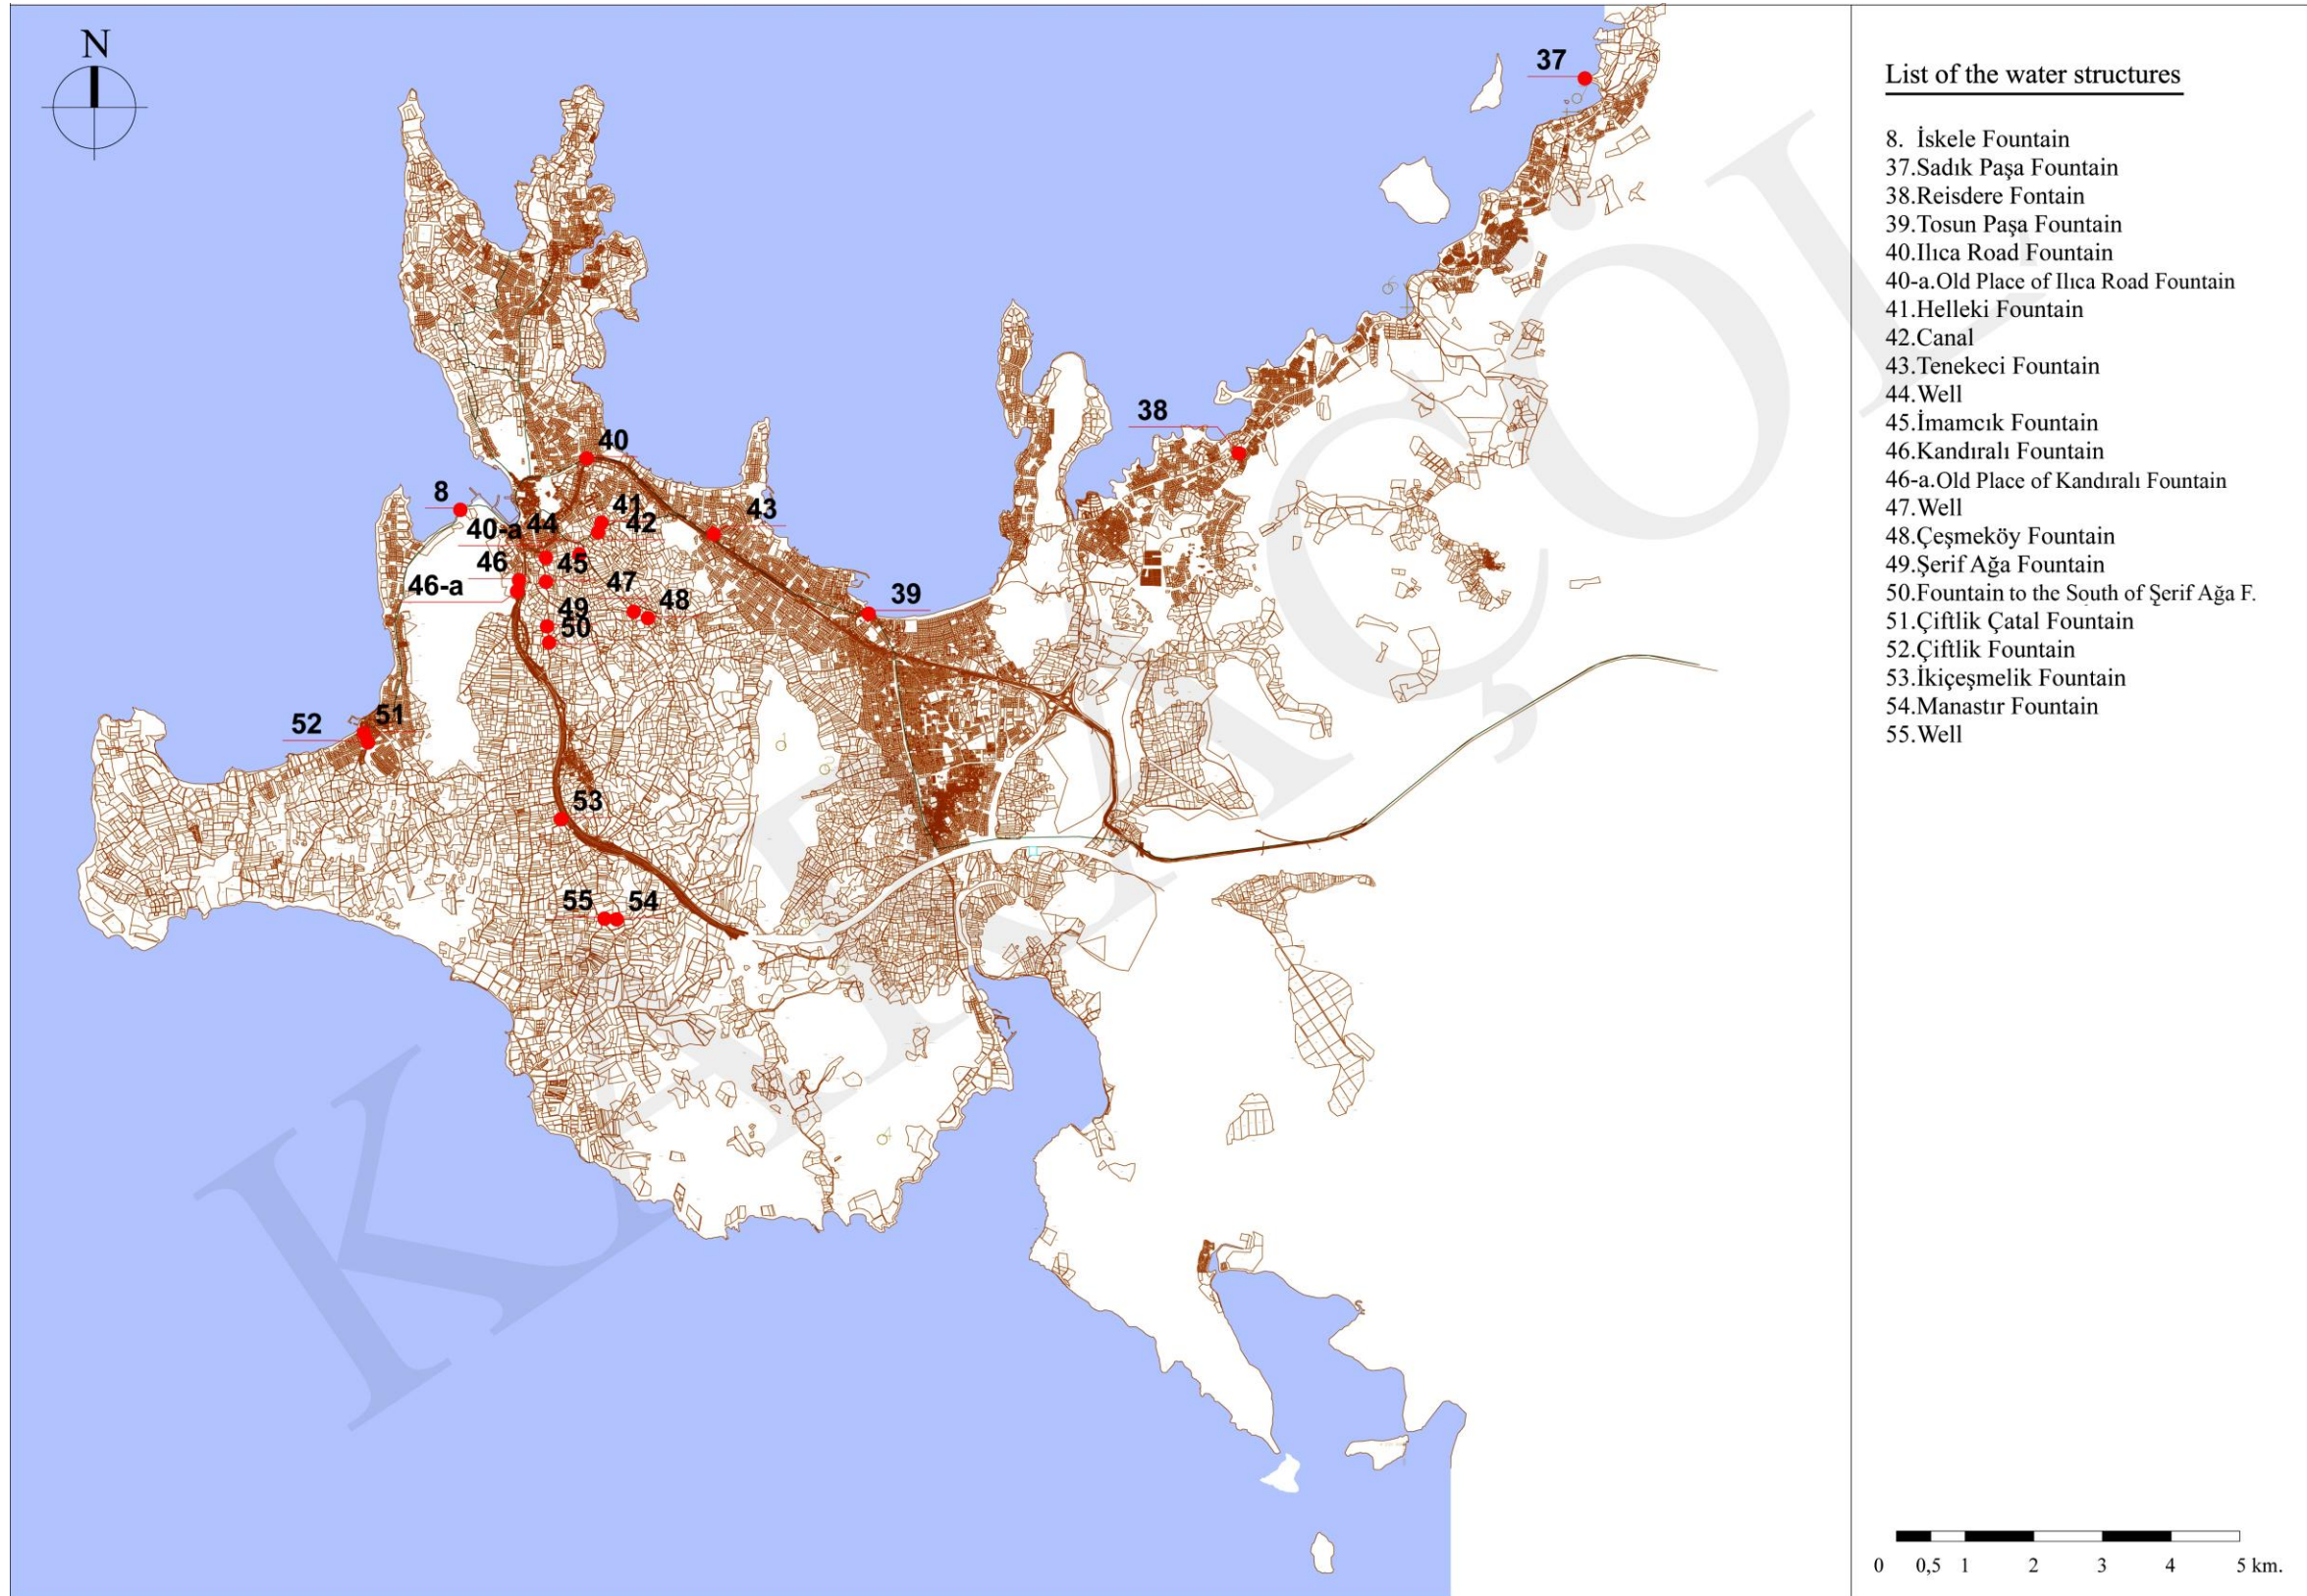 N
37
38
40
8
41
40-a
44
42
43
46
45
46-a
47
39
49
48
50
52
51
53
55
54
List of the water structures
8. İskele Fountain
37.Sadık Paşa Fountain
38.Reisdere Fontain
39.Tosun Paşa Fountain
40.Ilıca Road Fountain
40-a.Old Place of Ilıca Road Fountain
41.Helleki Fountain
42.Canal
43.Tenekeci Fountain
44.Well
45.İmamcık Fountain
46.Kandıralı Fountain
46-a.Old Place of Kandıralı Fountain
47.Well
48.Çeşmeköy Fountain
49.Şerif Ağa Fountain
50.Fountain to the South of Şerif Ağa F.
51.Çiftlik Çatal Fountain
52.Çiftlik Fountain
53.İkiçeşmelik Fountain
54.Manastır Fountain
55.Well
0 0,5 1 2 3 4 5 km.